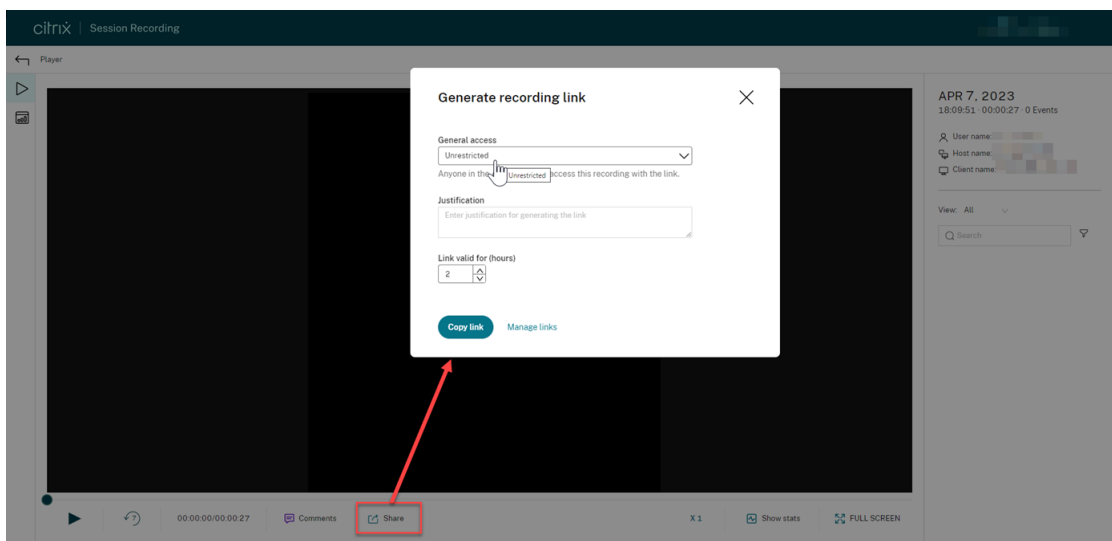 citrix | Session Recording
Player
Generate recording link
General access
Unrestricted
Anyone in the Unrestricted access this recording with the link.
Justification
Enter justification for generating the link
Link valid for (hours)
2
Copy link Manage links
APR 7, 2023
18:09:51 · 00:00:27 · 0 Events
User name:
Host name:
Client name:
View: All
Search
7 00:00:00/00:00:27 Comments Share X 1 Show stats FULL SCREEN